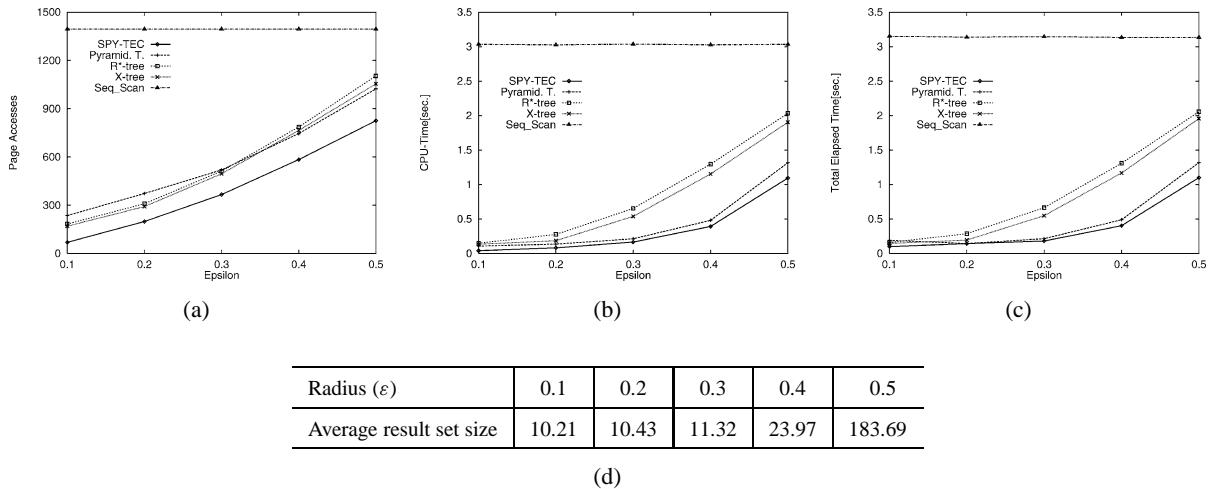 1500
1200
900
600
300
0
Page Accesses
SPY-TEC
Pyramid. T.
R*-tree
X-tree
Seq_Scan
0.1 0.2 0.3 0.4 0.5
Epsilon
(a)
3.5
3
2.5
2
1.5
1
0.5
0
CPU-Time[sec.]
SPY-TEC
Pyramid. T.
R*-tree
X-tree
Seq_Scan
0.1 0.2 0.3 0.4 0.5
Epsilon
(b)
3.5
3
2.5
2
1.5
1
0.5
0
Total Elapsed Time[sec.]
SPY-TEC
Pyramid. T.
R*-tree
X-tree
Seq_Scan
0.1 0.2 0.3 0.4 0.5
Epsilon
(c)
Radius (ε) 0.1 0.2 0.3 0.4 0.5
Average result set size 10.21 10.43 11.32 23.97 183.69
(d)